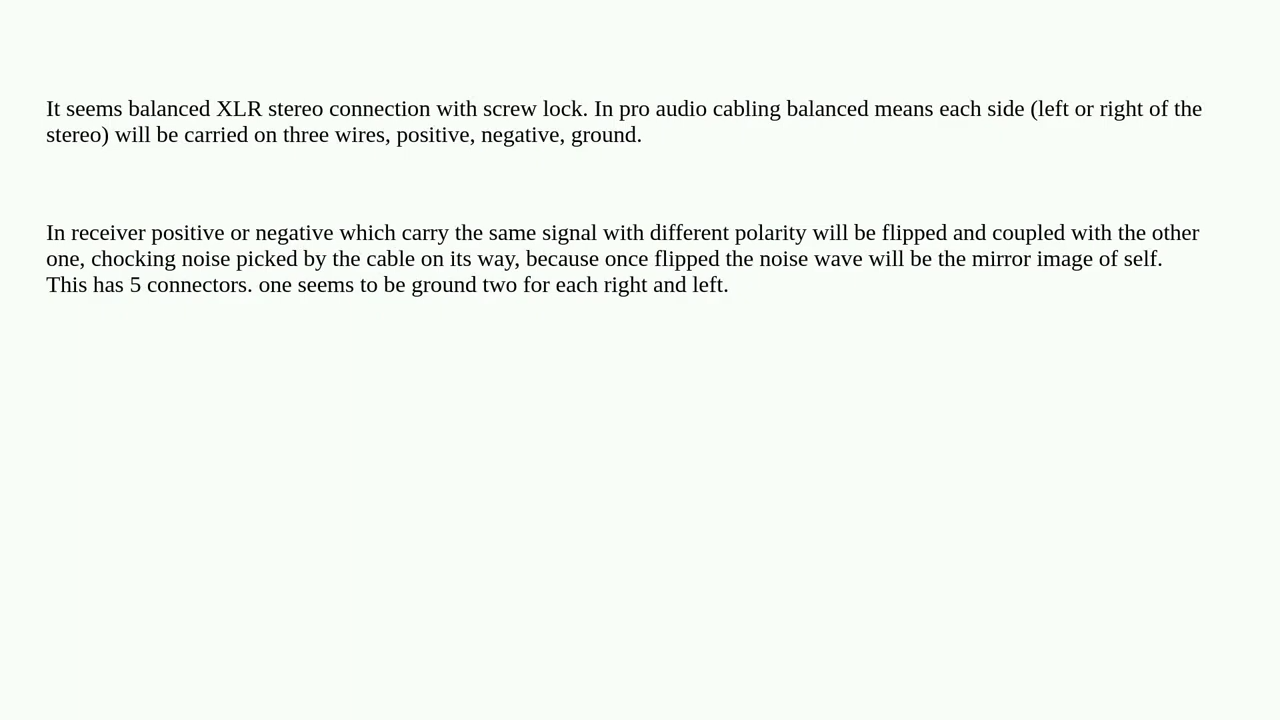 It seems balanced XLR stereo connection with screw lock. In pro audio cabling balanced means each side (left or right of the
stereo) will be carried on three wires, positive, negative, ground.
In receiver positive or negative which carry the same signal with different polarity will be flipped and coupled with the other
one, chocking noise picked by the cable on its way, because once flipped the noise wave will be the mirror image of self.
This has 5 connectors. one seems to be ground two for each right and left.